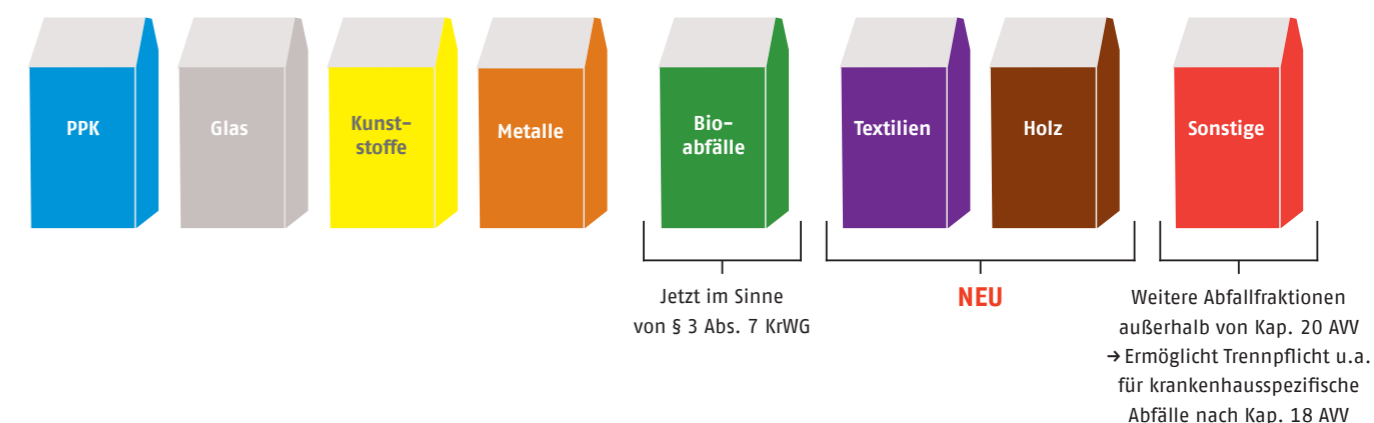 PPK
Glas
Kunst-
stoffe
Metalle
Bio-
abfälle
Textilien
Holz
Sonstige
Jetzt im Sinne
von § 3 Abs. 7 KrWG
NEU
Weitere Abfallfraktionen
außerhalb von Kap. 20 AVV
→ Ermöglicht Trennpflicht u.a.
für krankenhausspezifische
Abfälle nach Kap. 18 AVV